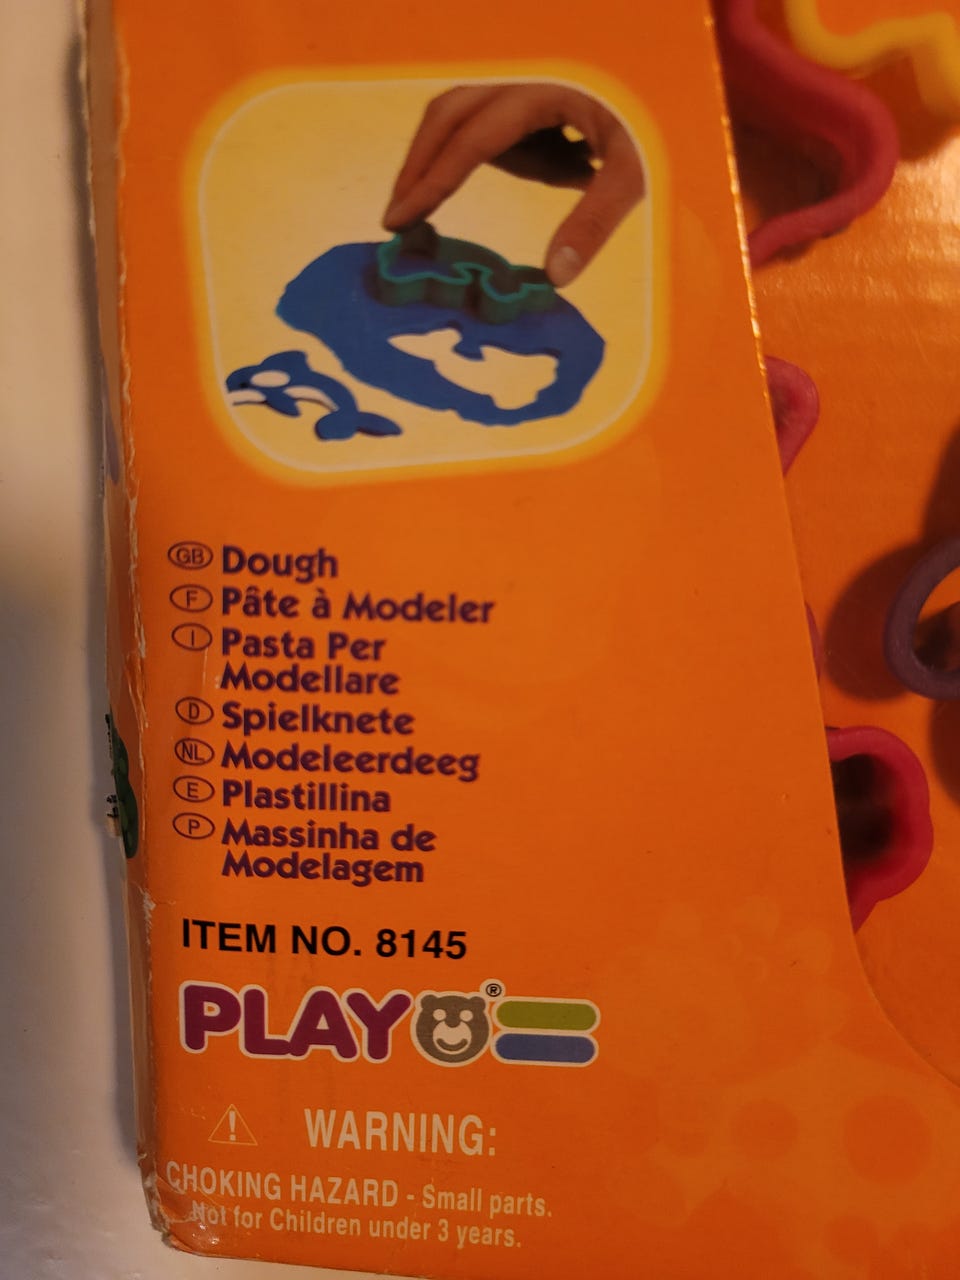 GB Dough
F Pâte à Modeler
I Pasta Per
Modellare
D Spielknete
NL Modeleerdeeg
E Plastillina
P Massinha de
Modelagem
ITEM NO. 8145
PLAY ®
WARNING:
CHOKING HAZARD - Small parts.
Not for Children under 3 years.